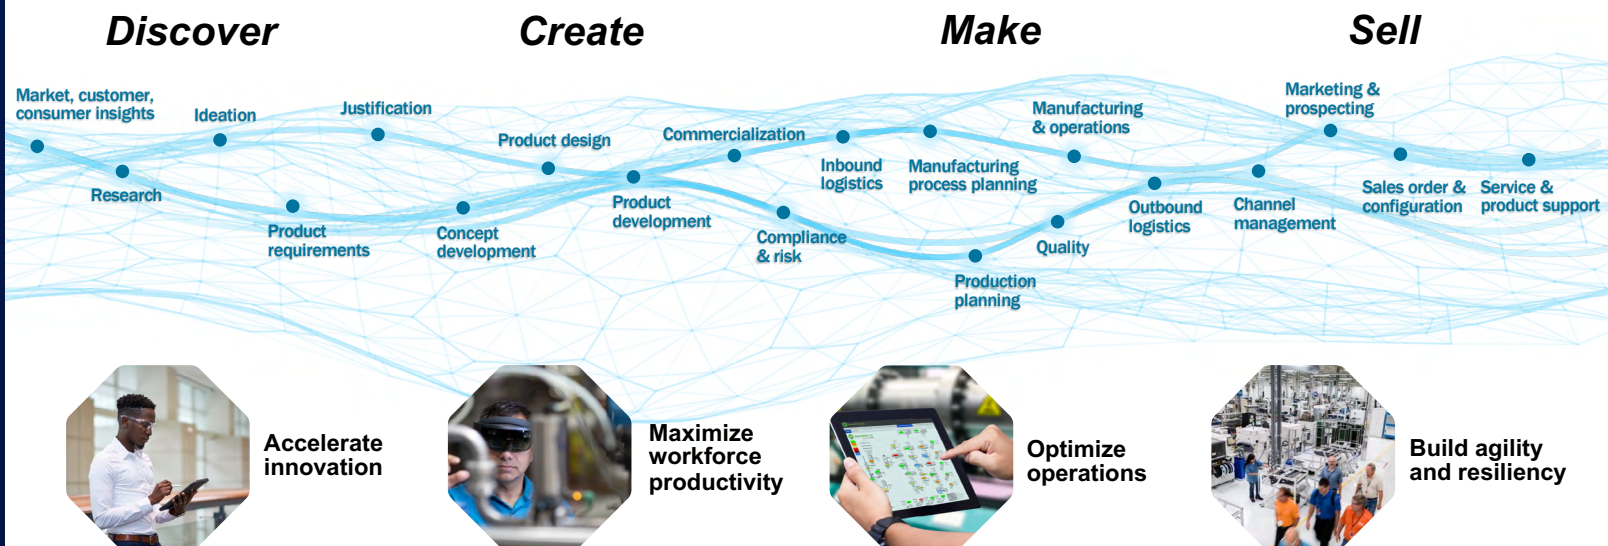 Discover
Create
Make
Sell
Market, customer,
consumer insights
Research
Ideation
Product
requirements
Justification
Concept
development
Product design
Product
development
Commercialization
Compliance
& risk
Inbound
logistics
Manufacturing
process planning
Production
planning
Manufacturing
& operations
Quality
Outbound
logistics
Channel
management
Marketing &
prospecting
Sales order &
configuration
Service &
product support
Accelerate
innovation
Maximize
workforce
productivity
Optimize
operations
Build agility
and resiliency